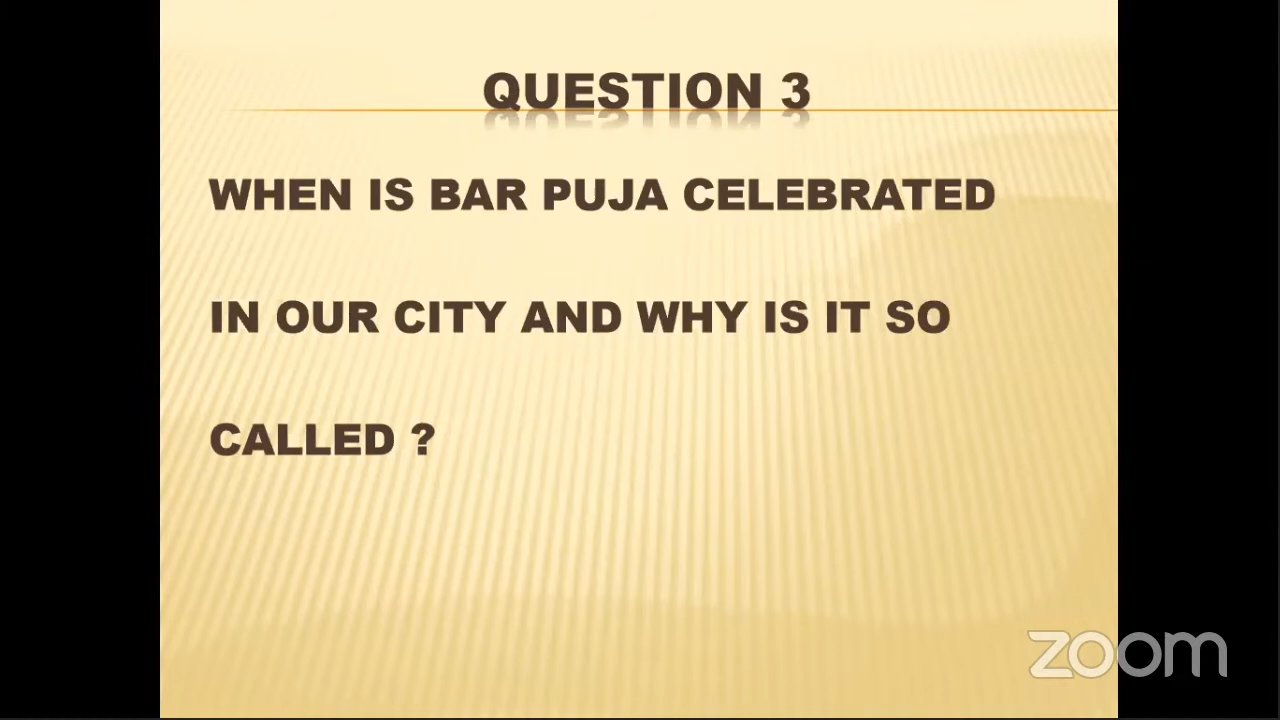 QUESTION 3
WHEN IS BAR PUJA CELEBRATED
IN OUR CITY AND WHY IS IT SO
CALLED ?
zoom